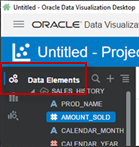 Untitled - Oracle Data Visualization Desktop
ORACLE Data Visualiza
Untitled - Proje
Data Elements
SALES_HISTORY
PROD_NAME
AMOUNT_SOLD
CALENDAR_MONTH
CALENDAR_YEAR